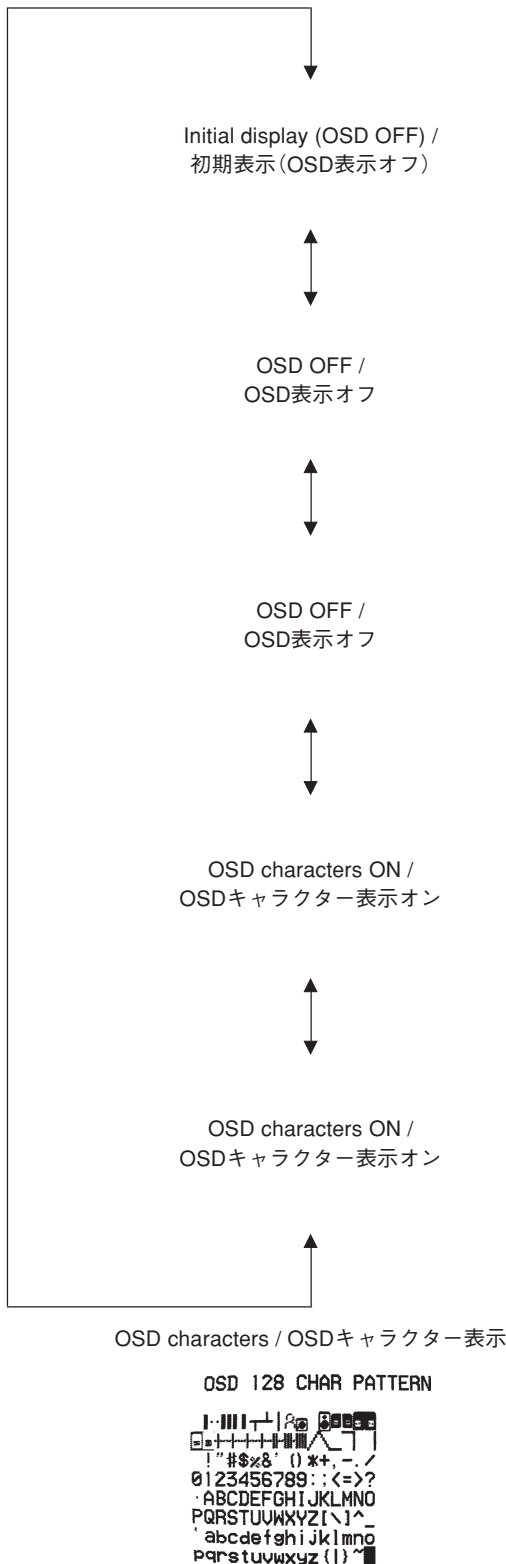 Initial display (OSD OFF) /
初期表示(OSD表示オフ)
OSD OFF /
OSD表示オフ
OSD OFF /
OSD表示オフ
OSD characters ON /
OSDキャラクター表示オン
OSD characters ON /
OSDキャラクター表示オン
OSD characters / OSDキャラクター表示
OSD 128 CHAR PATTERN
!"#$%&'()*+,-./
0123456789:;<=>?
·ABCDEFGHIJKLMNO
PQRSTUVWXYZ[\]^_
`abcdefghijklmno
pqrstuvwxyz{|}~